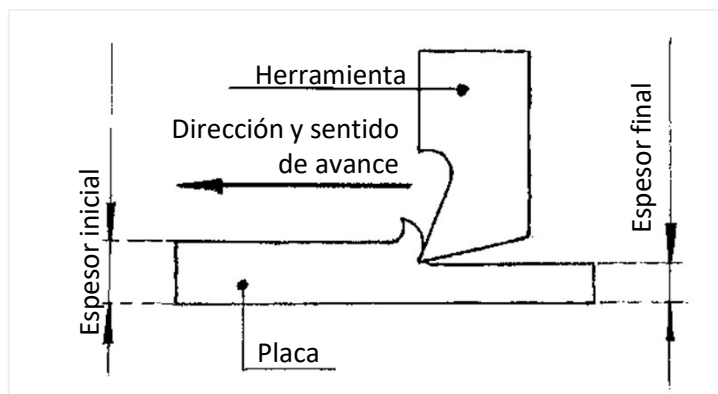 Herramienta
Dirección y sentido
de avance
Espesor inicial
Espesor final
Placa